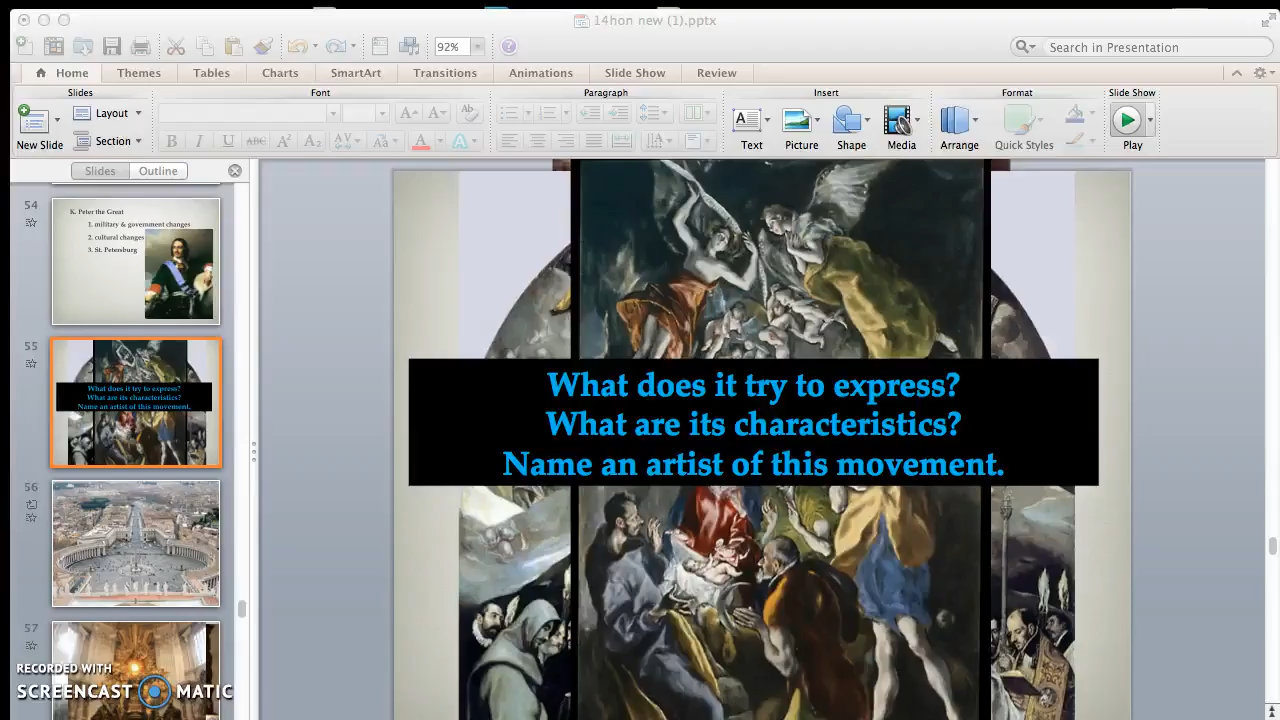 14hon new (1).pptx
92%
Search in Presentation
Home Themes Tables Charts SmartArt Transitions Animations Slide Show Review
Slides Font Paragraph Insert Format Slide Show
New Slide
Layout
Section
B I U ABC A² A₂
Text Picture Shape Media Arrange Quick Styles Play
Slides Outline
54
K. Peter the Great
1. military & government changes
2. cultural changes
3. St. Petersburg
55
What does it try to express?
What are its characteristics?
Name an artist of this movement.
56
57
What does it try to express?
What are its characteristics?
Name an artist of this movement.
RECORDED WITH
SCREENCAST MATIC